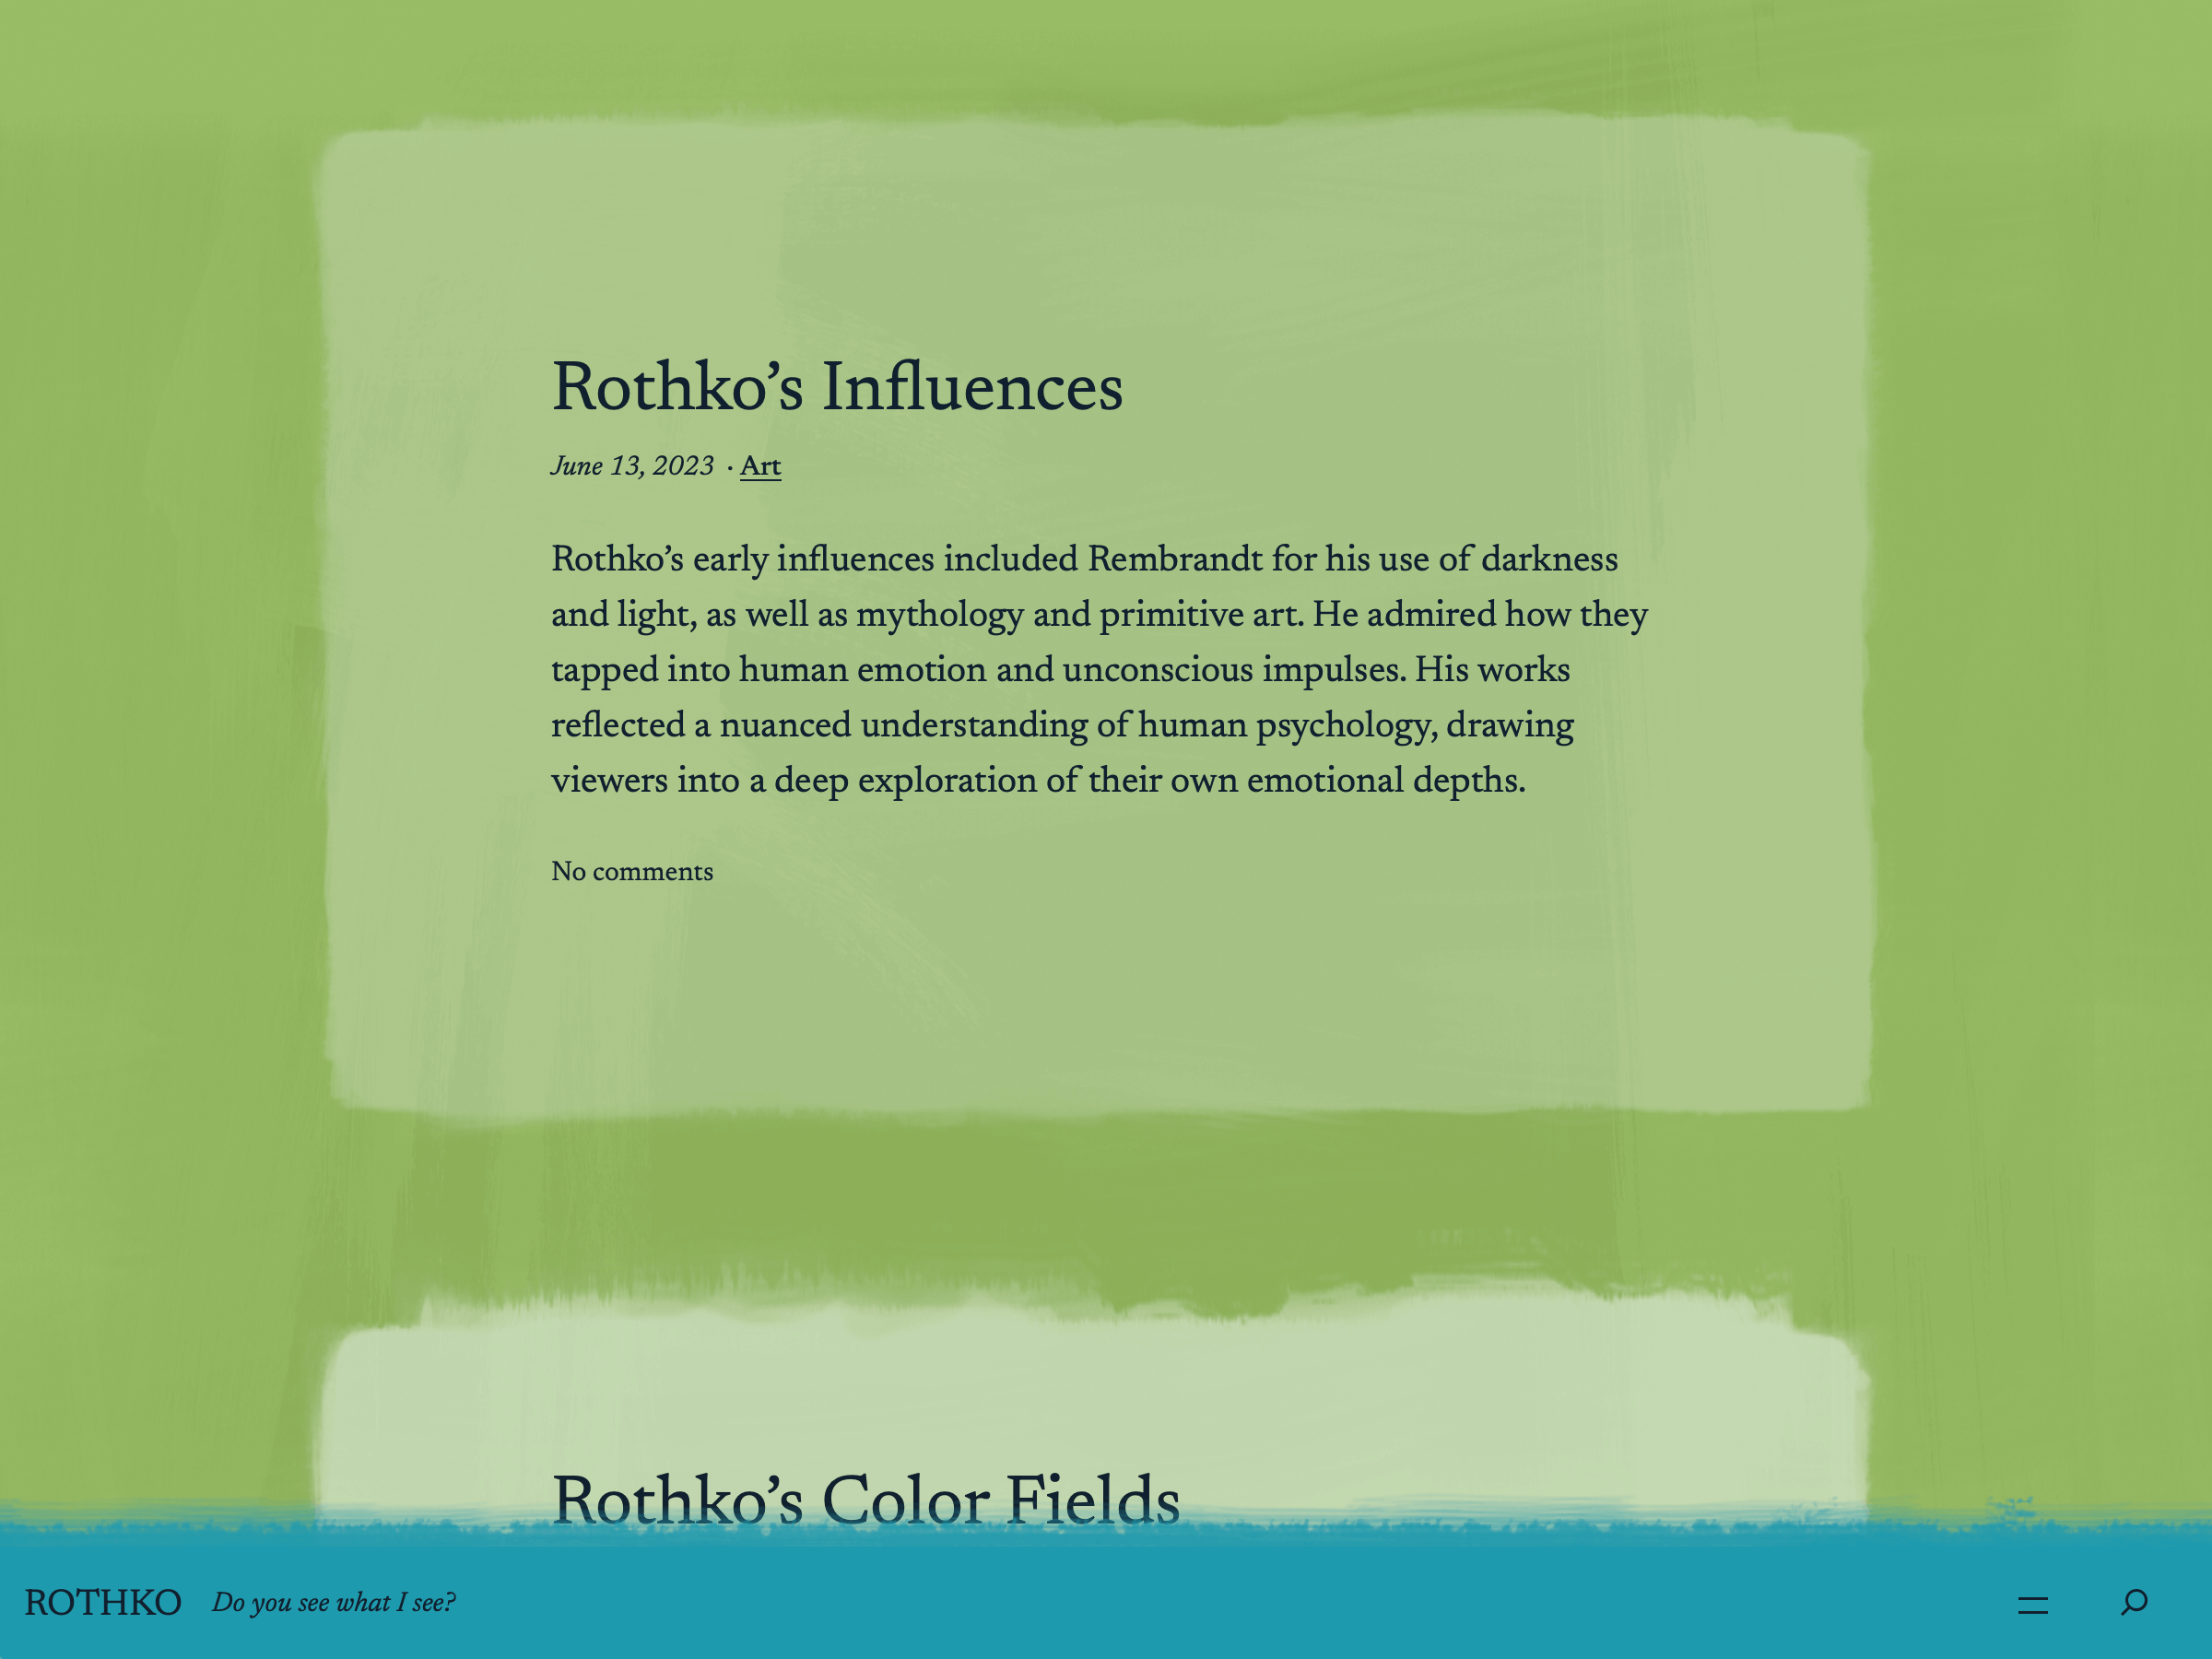 Rothko’s Influences
June 13, 2023 · Art
Rothko’s early influences included Rembrandt for his use of darkness
and light, as well as mythology and primitive art. He admired how they
tapped into human emotion and unconscious impulses. His works
reflected a nuanced understanding of human psychology, drawing
viewers into a deep exploration of their own emotional depths.
No comments
Rothko’s Color Fields
ROTHKO Do you see what I see?